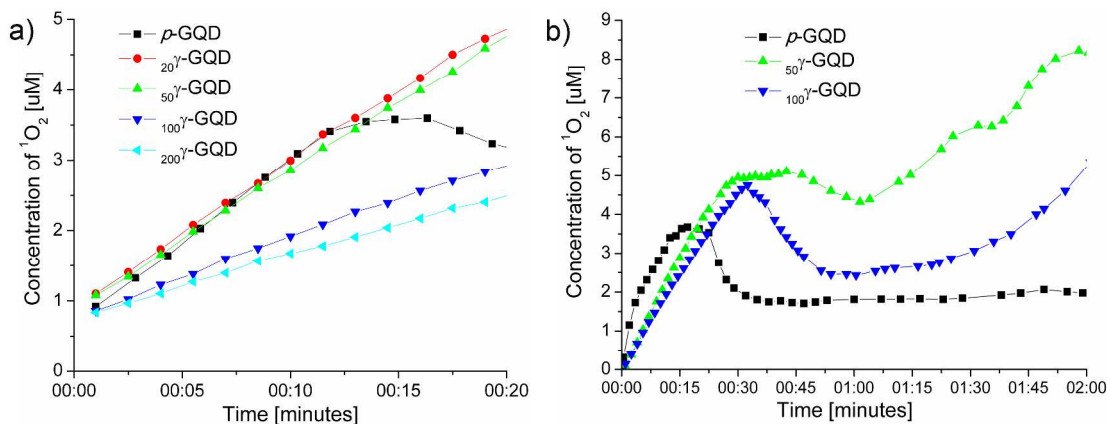 a)
Concentration of ¹O₂ [uM]
5
4
3
2
1
0
p-GQD
₂₀γ-GQD
₅₀γ-GQD
₁₀₀γ-GQD
₂₀₀γ-GQD
00:00 00:05 00:10 00:15 00:20
Time [minutes]
b)
Concentration of ¹O₂ [uM]
9
8
7
6
5
4
3
2
1
0
p-GQD
₅₀γ-GQD
₁₀₀γ-GQD
00:00 00:15 00:30 00:45 01:00 01:15 01:30 01:45 02:00
Time [minutes]